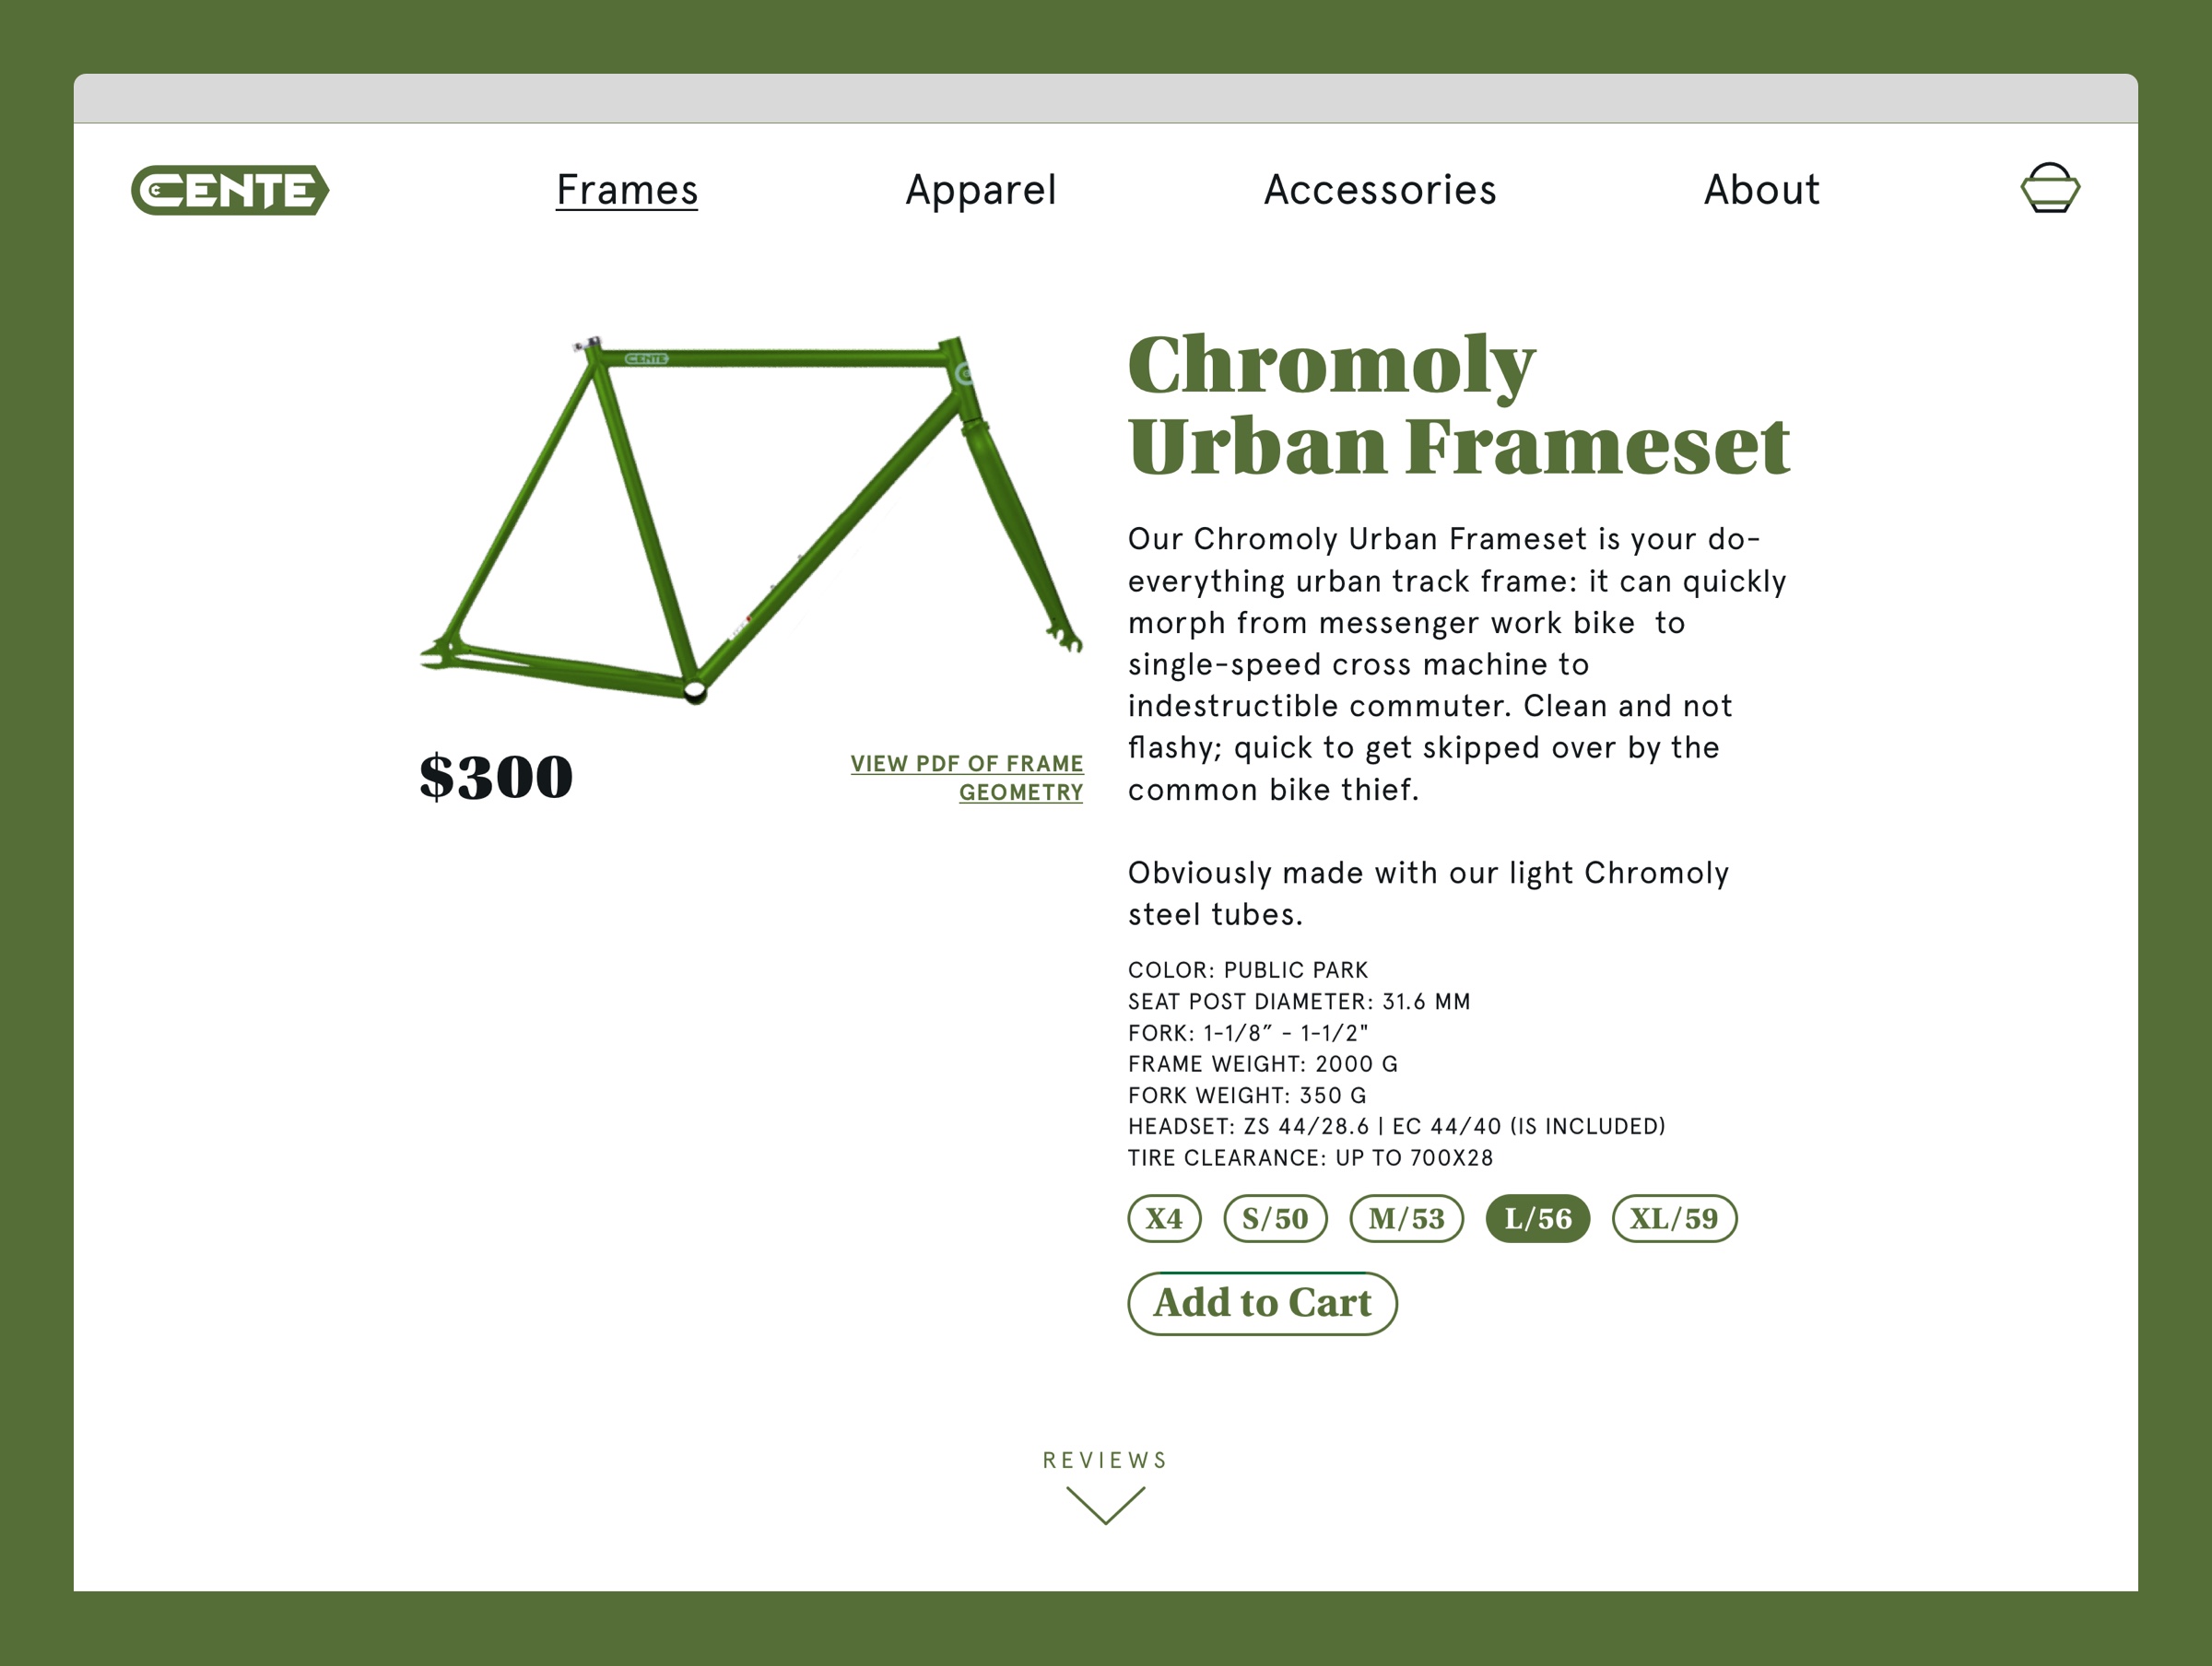 CENTE
Frames
Apparel
Accessories
About
CENTE
Chromoly
Urban Frameset
Our Chromoly Urban Frameset is your do-
everything urban track frame: it can quickly
morph from messenger work bike  to
single-speed cross machine to
indestructible commuter. Clean and not
flashy; quick to get skipped over by the
common bike thief.
Obviously made with our light Chromoly
steel tubes.
$300
VIEW PDF OF FRAME
GEOMETRY
COLOR: PUBLIC PARK
SEAT POST DIAMETER: 31.6 MM
FORK: 1-1/8″ - 1-1/2"
FRAME WEIGHT: 2000 G
FORK WEIGHT: 350 G
HEADSET: ZS 44/28.6 | EC 44/40 (IS INCLUDED)
TIRE CLEARANCE: UP TO 700X28
X4
S/50
M/53
L/56
XL/59
Add to Cart
REVIEWS